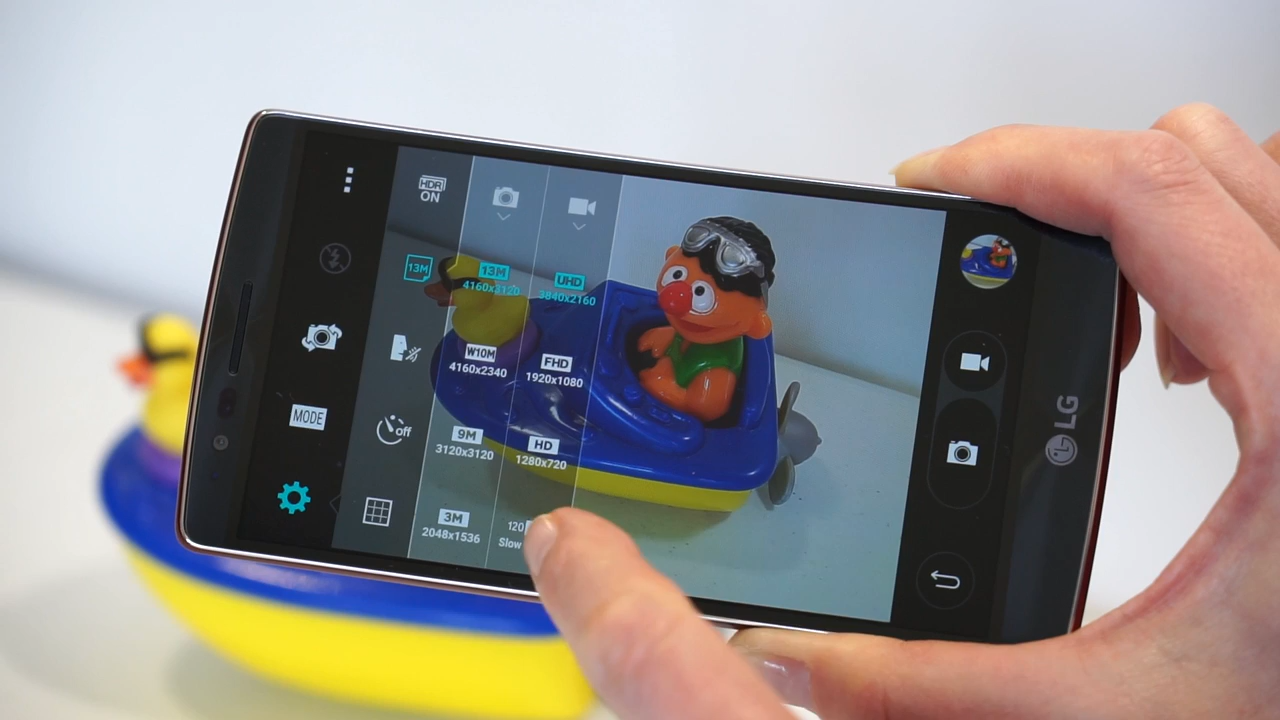 HDR
ON
13M
13M
4160x3120
UHD
3840x2160
W10M
4160x2340
FHD
1920x1080
MODE
off
9M
3120x3120
HD
1280x720
3M
2048x1536
120
Slow
LG